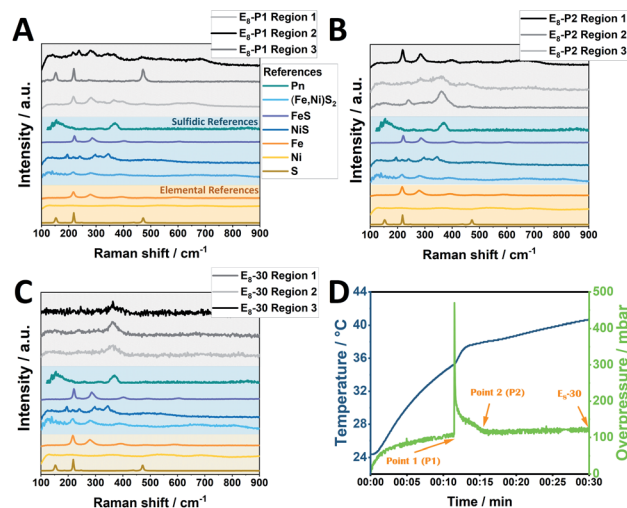 A
E₈-P1 Region 1
E₈-P1 Region 2
E₈-P1 Region 3
References
Pn
(Fe,Ni)S₂
FeS
NiS
Fe
Ni
S
Sulfidic References
Elemental References
Intensity / a.u.
100 200 300 400 500 600 700 800 900
Raman shift / cm⁻¹
B
E₈-P2 Region 1
E₈-P2 Region 2
E₈-P2 Region 3
Intensity / a.u.
100 200 300 400 500 600 700 800 900
Raman shift / cm⁻¹
C
E₈-30 Region 1
E₈-30 Region 2
E₈-30 Region 3
Intensity / a.u.
100 200 300 400 500 600 700 800 900
Raman shift / cm⁻¹
D
Temperature / °C
44
40
36
32
28
24
Overpressure / mbar
500
400
300
200
100
0
Point 1 (P1)
Point 2 (P2)
E₈-30
00:00 00:05 00:10 00:15 00:20 00:25 00:30
Time / min